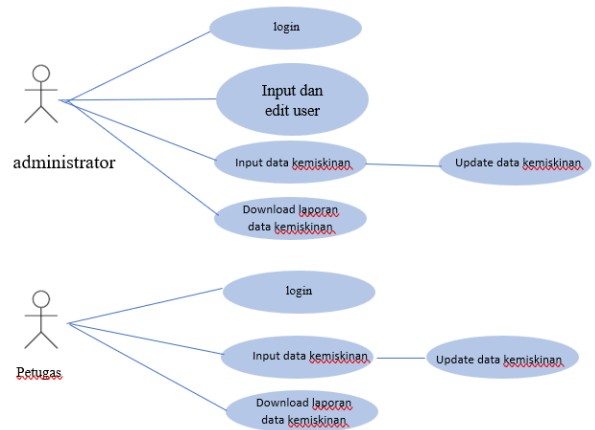 login
Input dan
edit user
administrator
Input data kemiskinan
Update data kemiskinan
Download laporan
data kemiskinan
login
Petugas
Input data kemiskinan
Update data kemiskinan
Download laporan
data kemiskinan